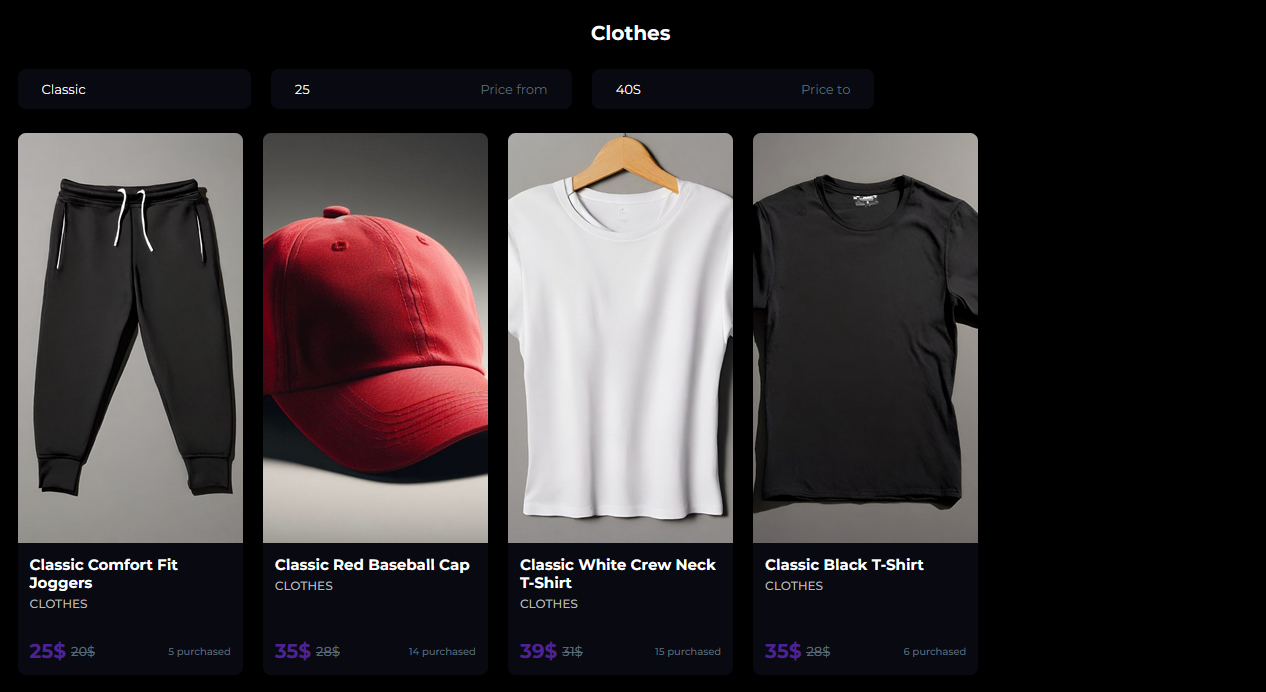 Clothes
Classic
25 Price from
40S Price to
Classic Comfort Fit
Joggers
CLOTHES
25$ 20$ 5 purchased
Classic Red Baseball Cap
CLOTHES
35$ 28$ 14 purchased
Classic White Crew Neck
T-Shirt
CLOTHES
39$ 31$ 15 purchased
Classic Black T-Shirt
CLOTHES
35$ 28$ 6 purchased